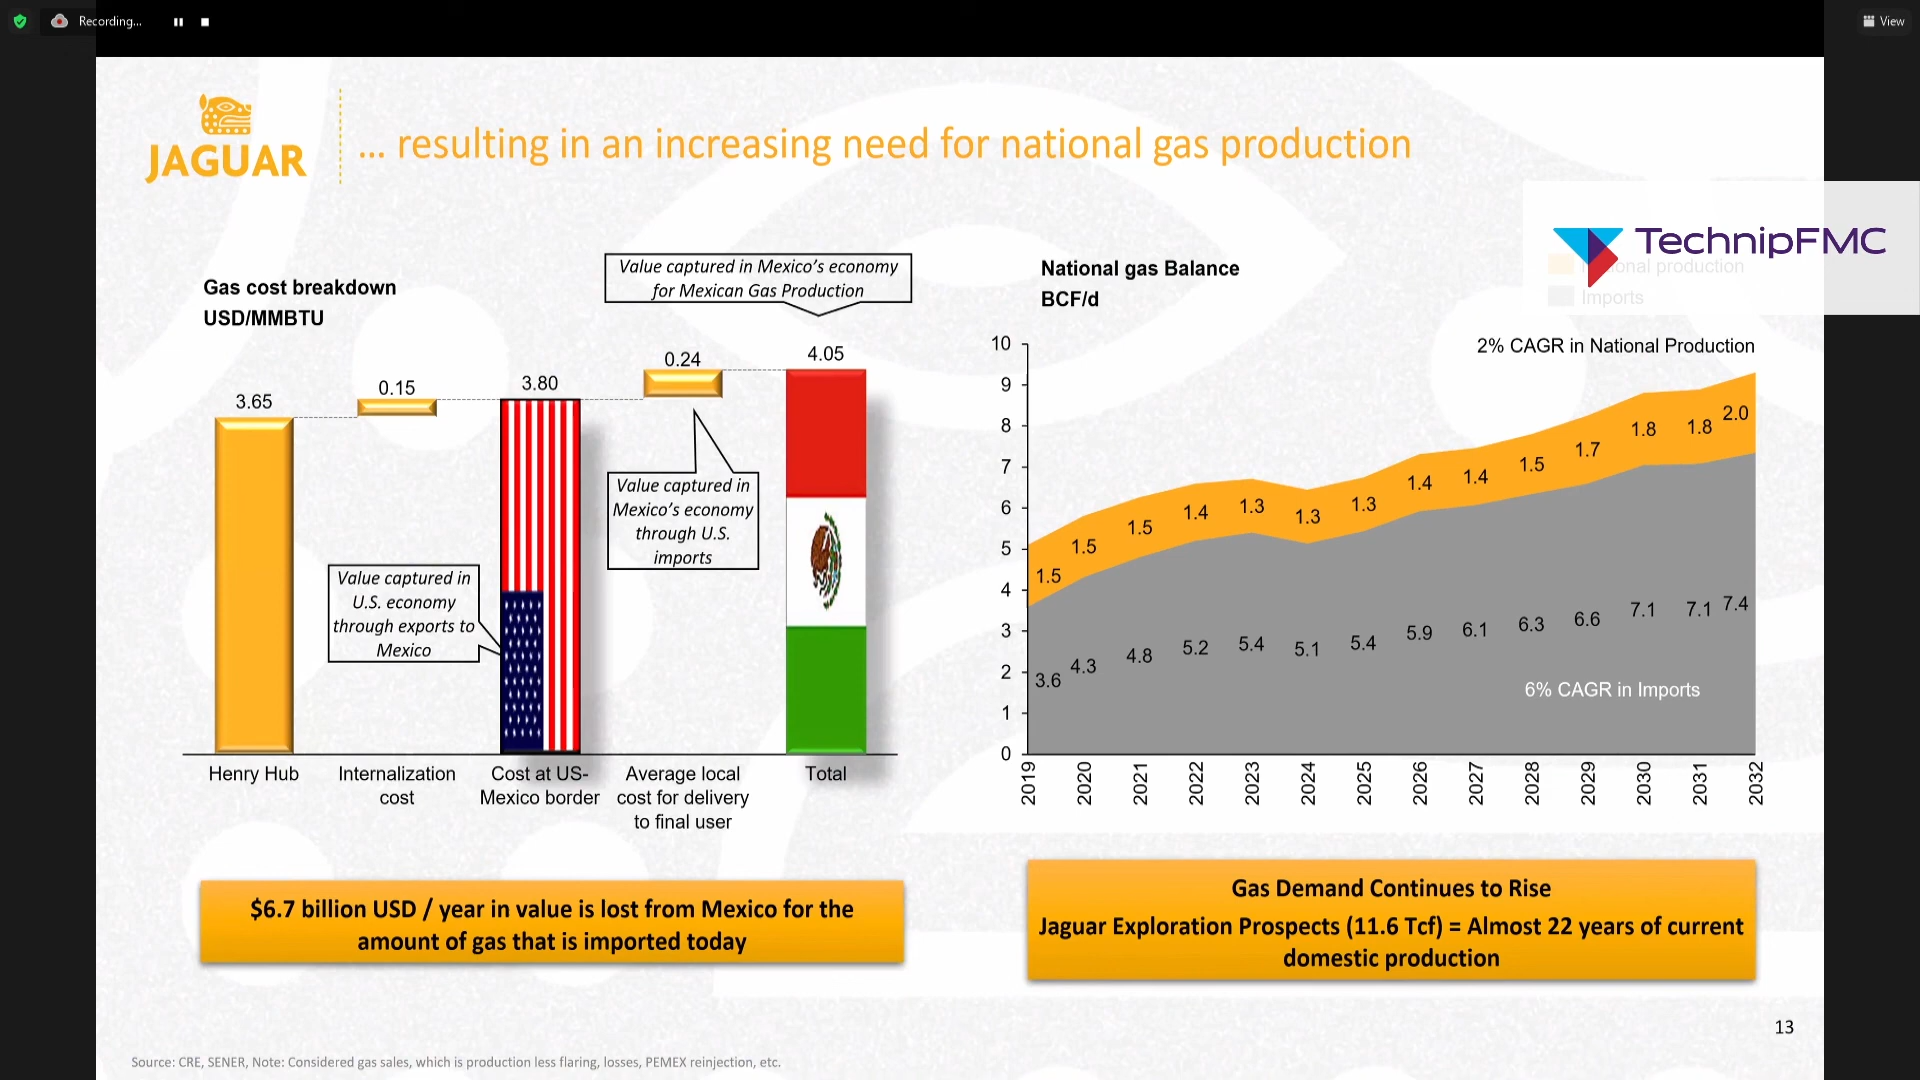 Recording...
View
JAGUAR
... resulting in an increasing need for national gas production
TechnipFMC
Gas cost breakdown
USD/MMBTU
Value captured in Mexico's economy
for Mexican Gas Production
3.65
0.15
3.80
0.24
4.05
Value captured in
U.S. economy
through exports to
Mexico
Value captured in
Mexico's economy
through U.S.
imports
Henry Hub
Internalization
cost
Cost at US-
Mexico border
Average local
cost for delivery
to final user
Total
$6.7 billion USD / year in value is lost from Mexico for the
amount of gas that is imported today
National gas Balance
BCF/d
production
Imports
2% CAGR in National Production
10
9
8
7
6
5
4
3
2
1
0
1.5
1.5
1.5
1.4
1.3
1.3
1.3
1.4
1.4
1.5
1.7
1.8
1.8
2.0
3.6
4.3
4.8
5.2
5.4
5.1
5.4
5.9
6.1
6.3
6.6
7.1
7.1
7.4
6% CAGR in Imports
2019
2020
2021
2022
2023
2024
2025
2026
2027
2028
2029
2030
2031
2032
Gas Demand Continues to Rise
Jaguar Exploration Prospects (11.6 Tcf) = Almost 22 years of current
domestic production
13
Source: CRE, SENER, Note: Considered gas sales, which is production less flaring, losses, PEMEX reinjection, etc.